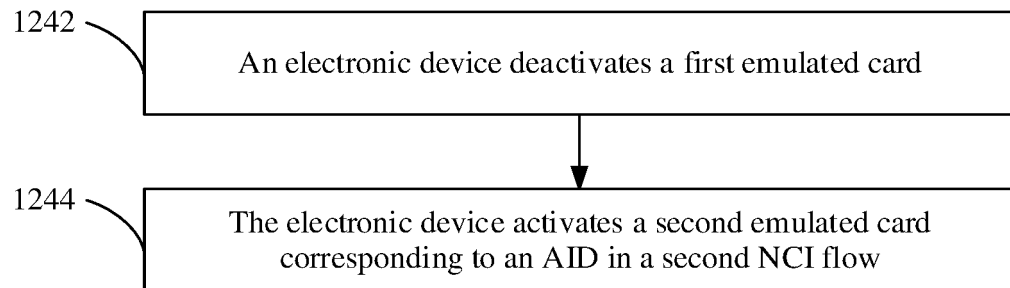 1242
An electronic device deactivates a first emulated card
1244
The electronic device activates a second emulated card
corresponding to an AID in a second NCI flow